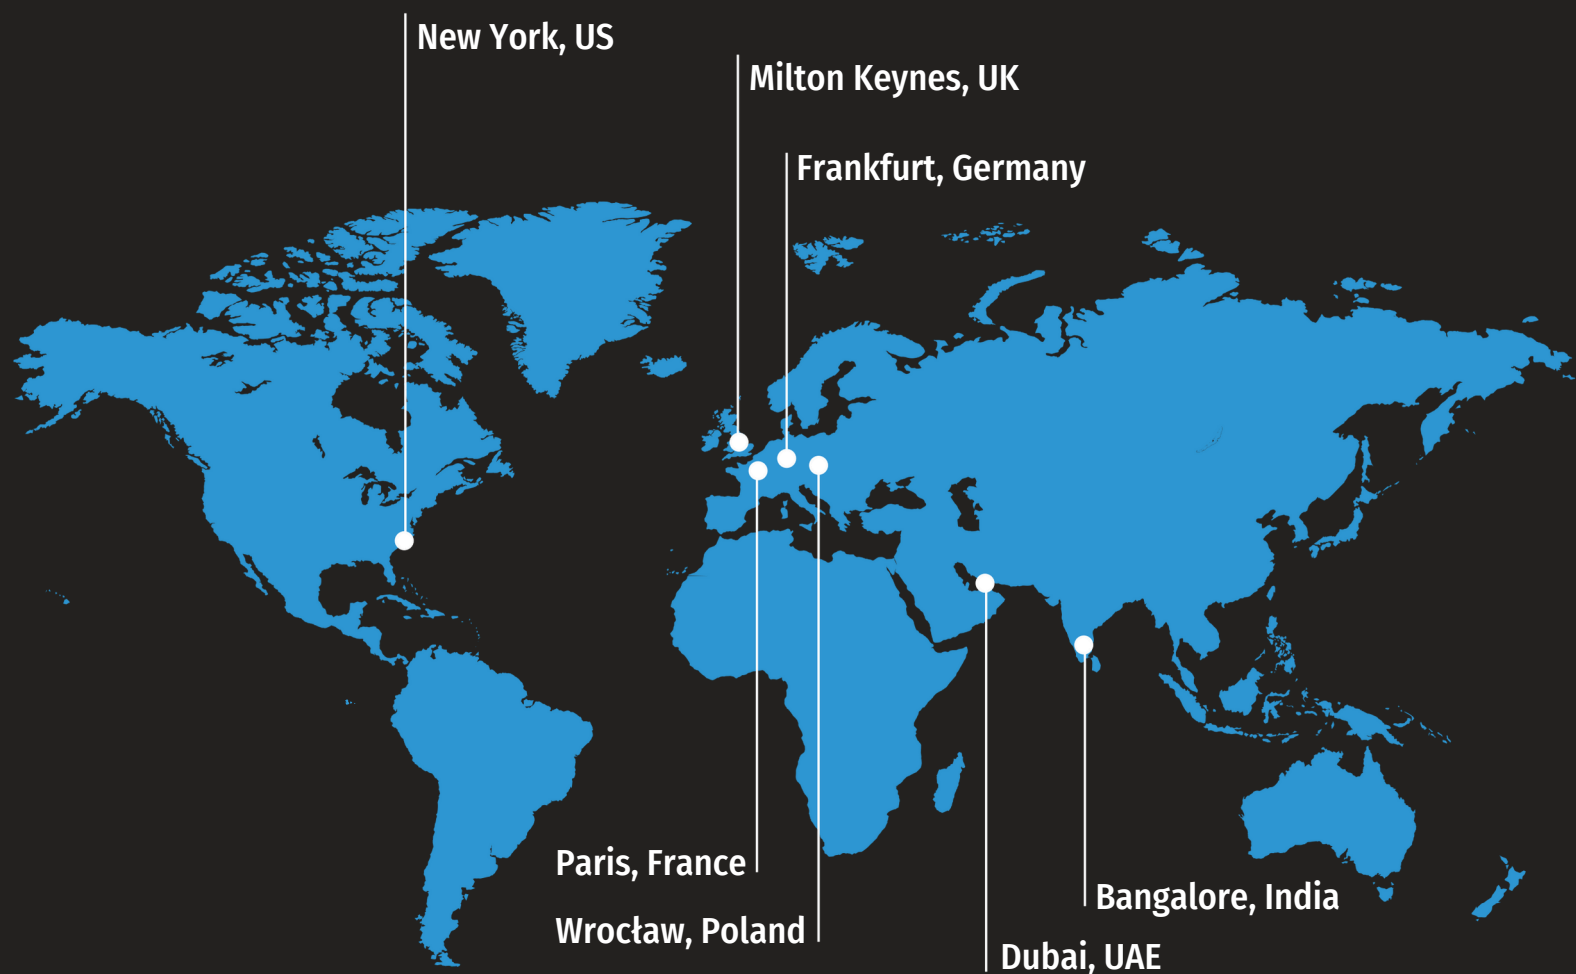 New York, US
Milton Keynes, UK
Frankfurt, Germany
Paris, France
Bangalore, India
Wrocław, Poland
Dubai, UAE